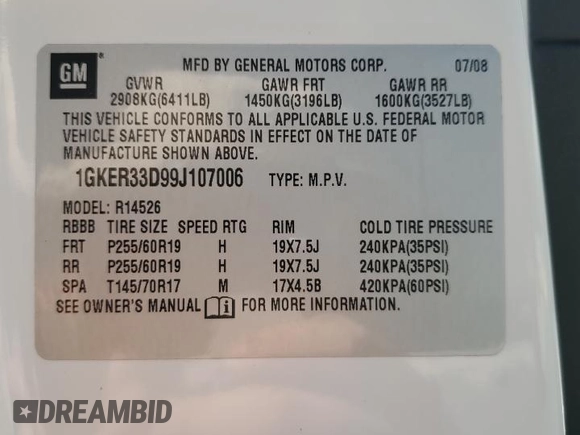 GM ® MFD BY GENERAL MOTORS CORP. 07/08
GVWR GAWR FRT GAWR RR
2908KG(6411LB) 1450KG(3196LB) 1600KG(3527LB)
THIS VEHICLE CONFORMS TO ALL APPLICABLE U.S. FEDERAL MOTOR
VEHICLE SAFETY STANDARDS IN EFFECT ON THE DATE OF
MANUFACTURE SHOWN ABOVE.
1GKER33D99J107006 TYPE: M.P.V.
MODEL: R14526
RBBB TIRE SIZE SPEED RTG RIM COLD TIRE PRESSURE
FRT P255/60R19 H 19X7.5J 240KPA(35PSI)
RR P255/60R19 H 19X7.5J 240KPA(35PSI)
SPA T145/70R17 M 17X4.5B 420KPA(60PSI)
SEE OWNER'S MANUAL i FOR MORE INFORMATION.
DREAMBID